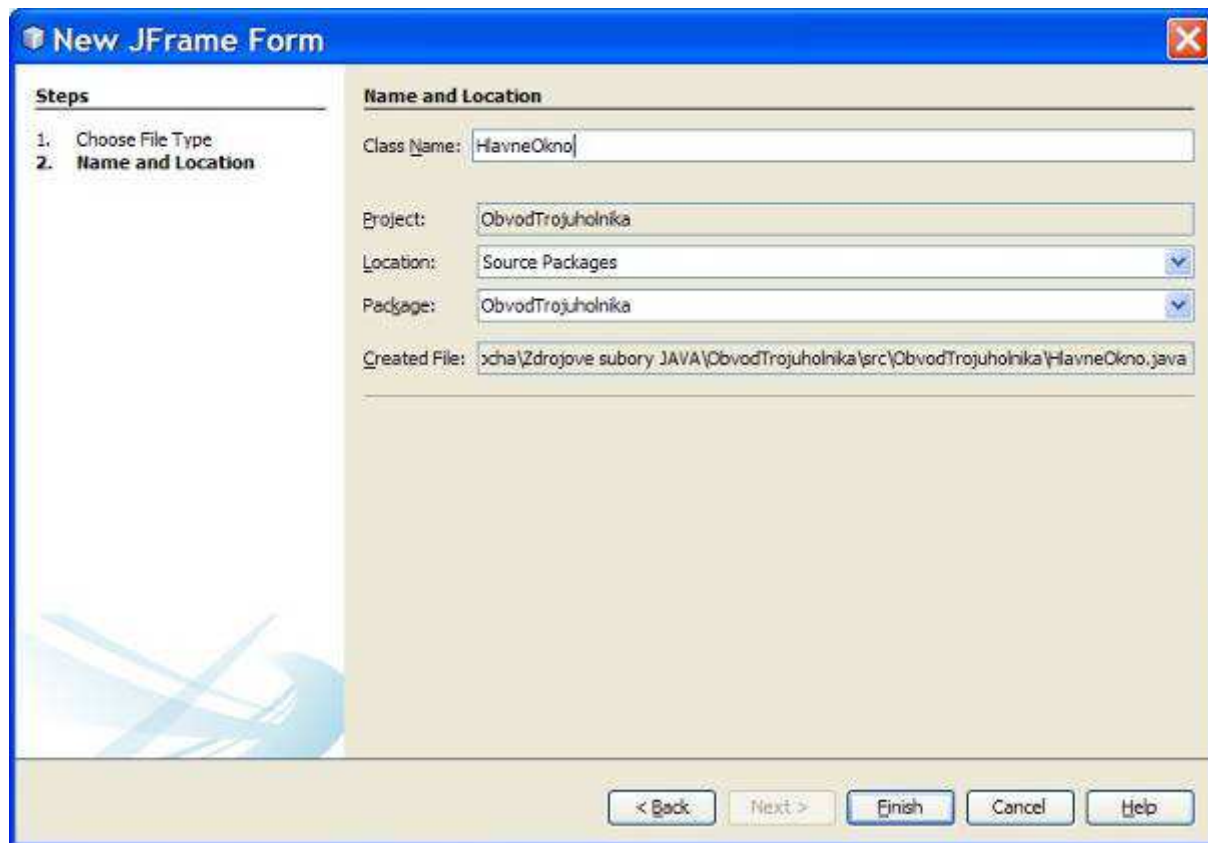 New JFrame Form
Steps
1. Choose File Type
2. Name and Location
Name and Location
Class Name: HlavneOkno
Project: ObvodTrojuholnika
Location: Source Packages
Package: ObvodTrojuholnika
Created File: ocha\Zdrojove subory JAVA\ObvodTrojuholnika\src\ObvodTrojuholnika\HlavneOkno.java
< Back Next > Finish Cancel Help